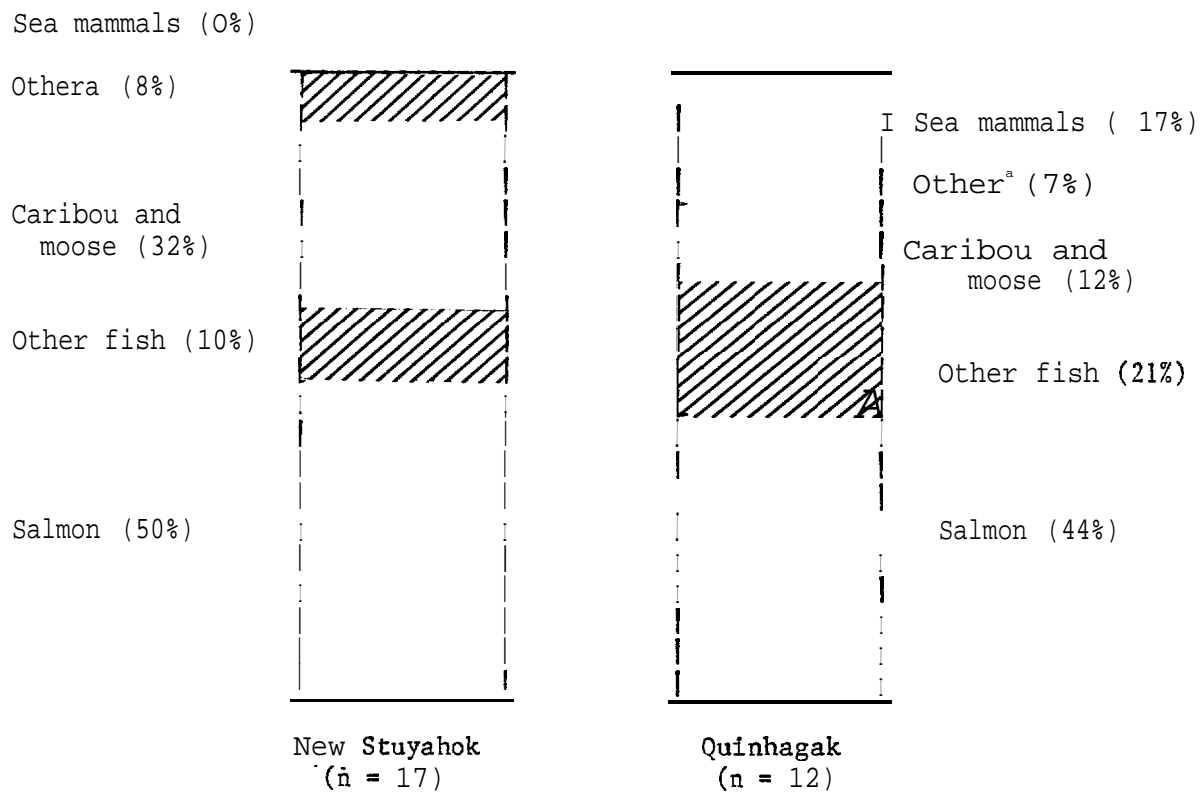 Sea mammals (0%)
Othera (8%)
Caribou and
moose (32%)
Other fish (10%)
Salmon (50%)
I Sea mammals ( 17%)
Otherª (7%)
Caribou and
moose (12%)
Other fish (21%)
A
Salmon (44%)
New Stuyahok
(n = 17)
Quinhagak
(n = 12)